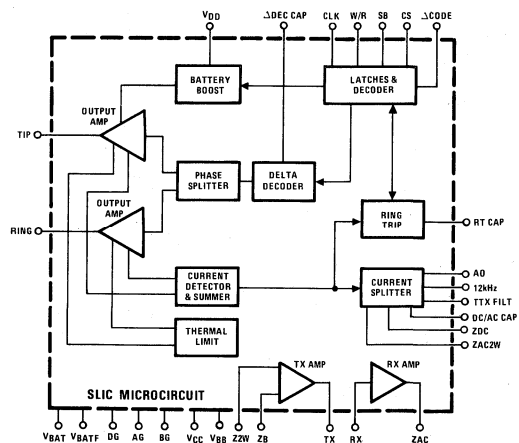 VDD
ΔDEC CAP
CLK
W/R
SB
CS
ΔCODE
BATTERY
BOOST
LATCHES &
DECODER
OUTPUT
AMP
TIP
PHASE
SPLITTER
DELTA
DECODER
OUTPUT
AMP
RING
RING
TRIP
RT CAP
CURRENT
DETECTOR
& SUMMER
CURRENT
SPLITTER
AO
12kHz
TTX FILT
DC/AC CAP
ZDC
ZAC2W
THERMAL
LIMIT
TX AMP
RX AMP
SLIC MICROCIRCUIT
VBAT
VBATF
DG
AG
BG
VCC
VBB
Z2W
ZB
TX
RX
ZAC